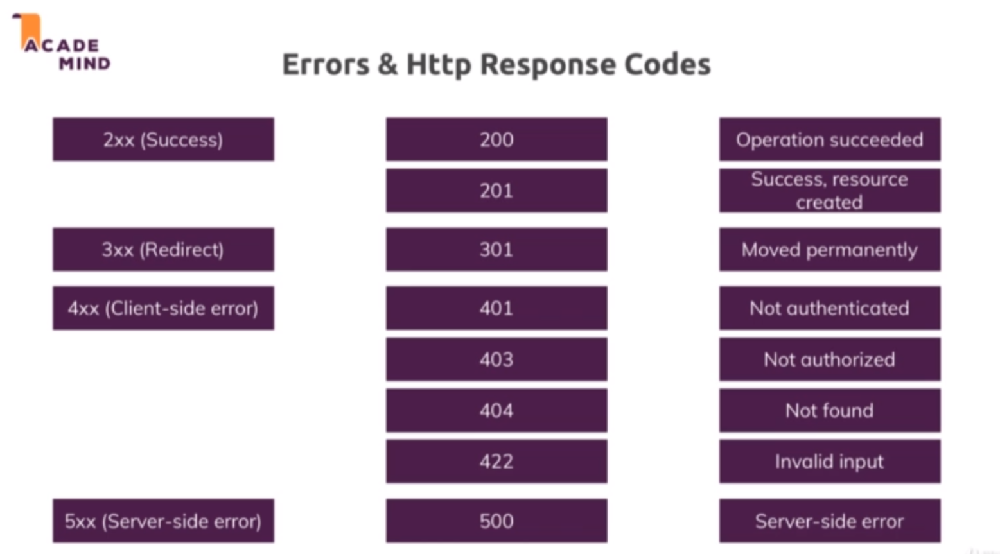 ACADE
MIND
Errors & Http Response Codes
2xx (Success)
200
Operation succeeded
201
Success, resource
created
3xx (Redirect)
301
Moved permanently
4xx (Client-side error)
401
Not authenticated
403
Not authorized
404
Not found
422
Invalid input
5xx (Server-side error)
500
Server-side error